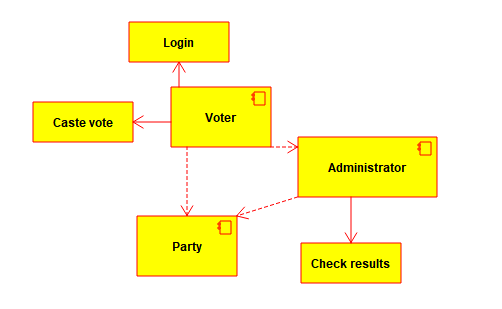 Login
Caste vote
Voter
Administrator
Party
Check results